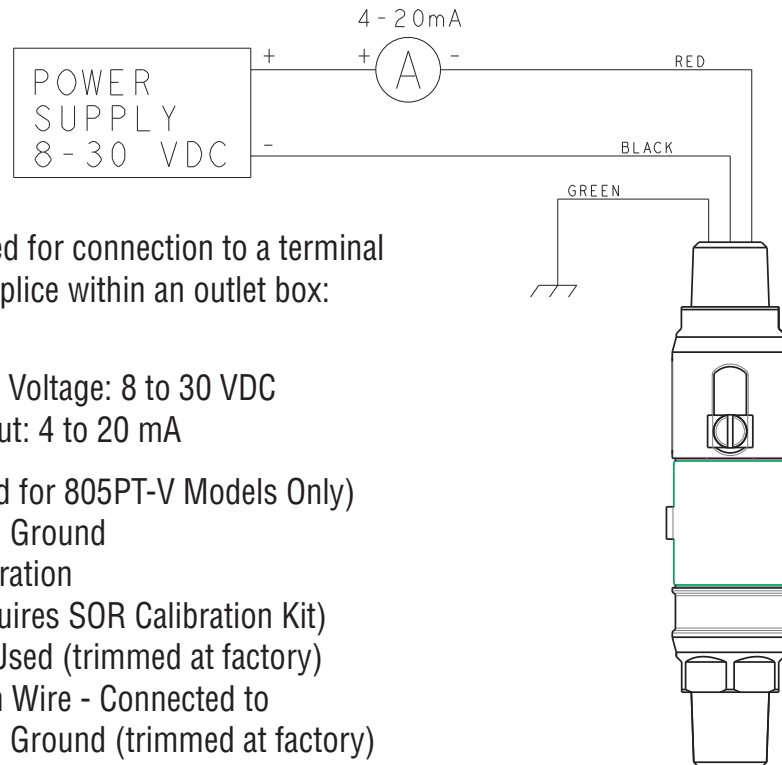 4-20mA
+ + A -
RED
POWER
SUPPLY
8-30 VDC
-
BLACK
GREEN
ed for connection to a terminal
plice within an outlet box:
Voltage: 8 to 30 VDC
ut: 4 to 20 mA
d for 805PT-V Models Only)
Ground
ration
uires SOR Calibration Kit)
Used (trimmed at factory)
n Wire - Connected to
Ground (trimmed at factory)